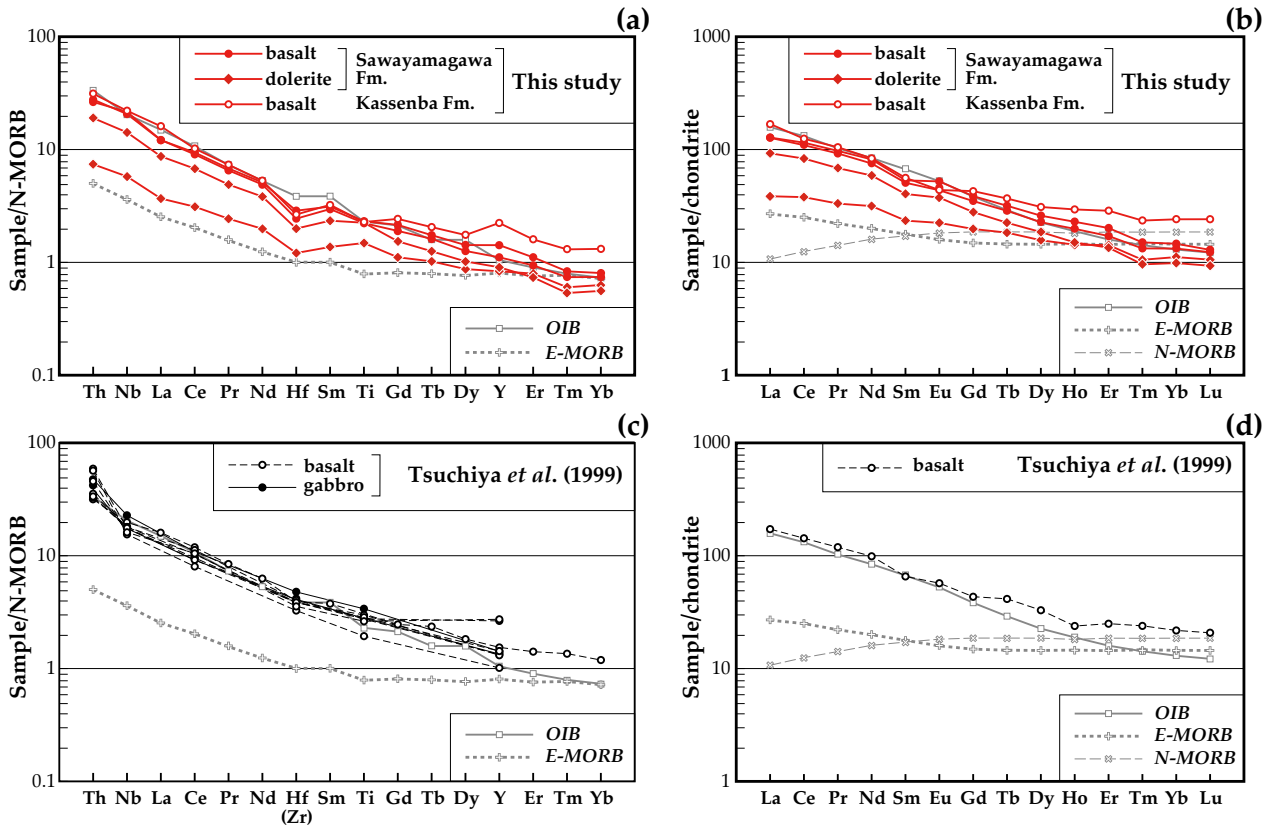 (a)
100
10
1
0.1
Sample/N-MORB
basalt
dolerite
basalt
Sawayamagawa
Fm.
Kassenba Fm.
This study
OIB
E-MORB
Th Nb La Ce Pr Nd Hf Sm Ti Gd Tb Dy Y Er Tm Yb
(b)
1000
100
10
1
Sample/chondrite
basalt
dolerite
basalt
Sawayamagawa
Fm.
Kassenba Fm.
This study
OIB
E-MORB
N-MORB
La Ce Pr Nd Sm Eu Gd Tb Dy Ho Er Tm Yb Lu
(c)
100
10
1
0.1
Sample/N-MORB
basalt
gabbro
Tsuchiya et al. (1999)
OIB
E-MORB
Th Nb La Ce Pr Nd Hf Sm Ti Gd Tb Dy Y Er Tm Yb
(Zr)
(d)
1000
100
10
1
Sample/chondrite
basalt
Tsuchiya et al. (1999)
OIB
E-MORB
N-MORB
La Ce Pr Nd Sm Eu Gd Tb Dy Ho Er Tm Yb Lu